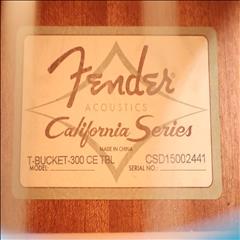 Fender
ACOUSTICS
California Series
MADE IN CHINA
T-BUCKET-300 CE TBL CSD15002441
MODEL: SERIAL NO.: